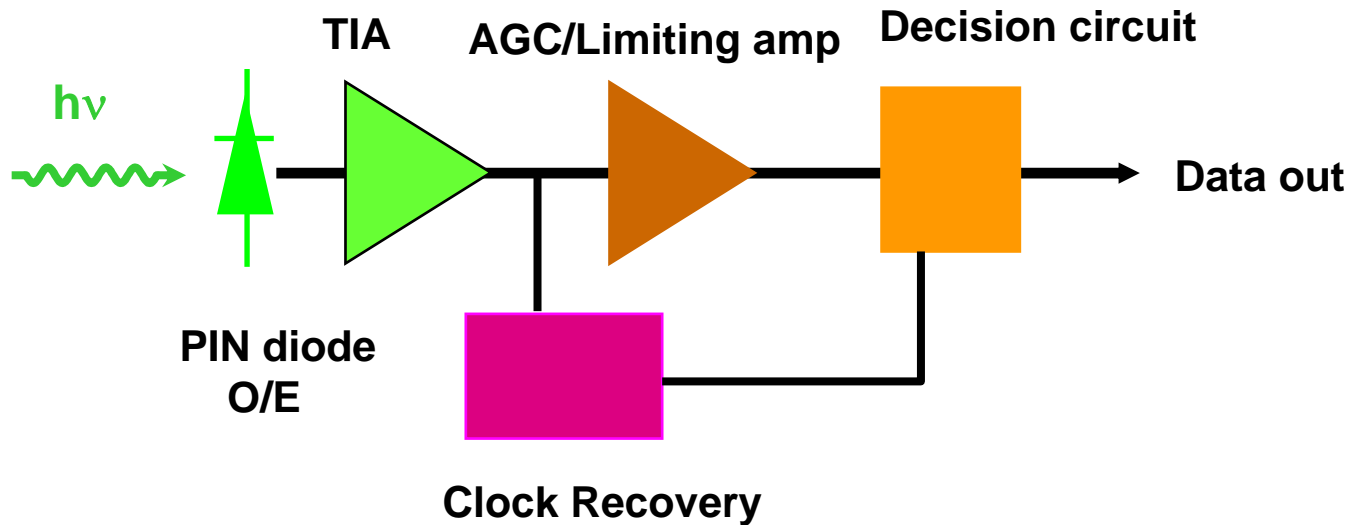 TIA
AGC/Limiting amp
Decision circuit
hν
Data out
PIN diode
O/E
Clock Recovery